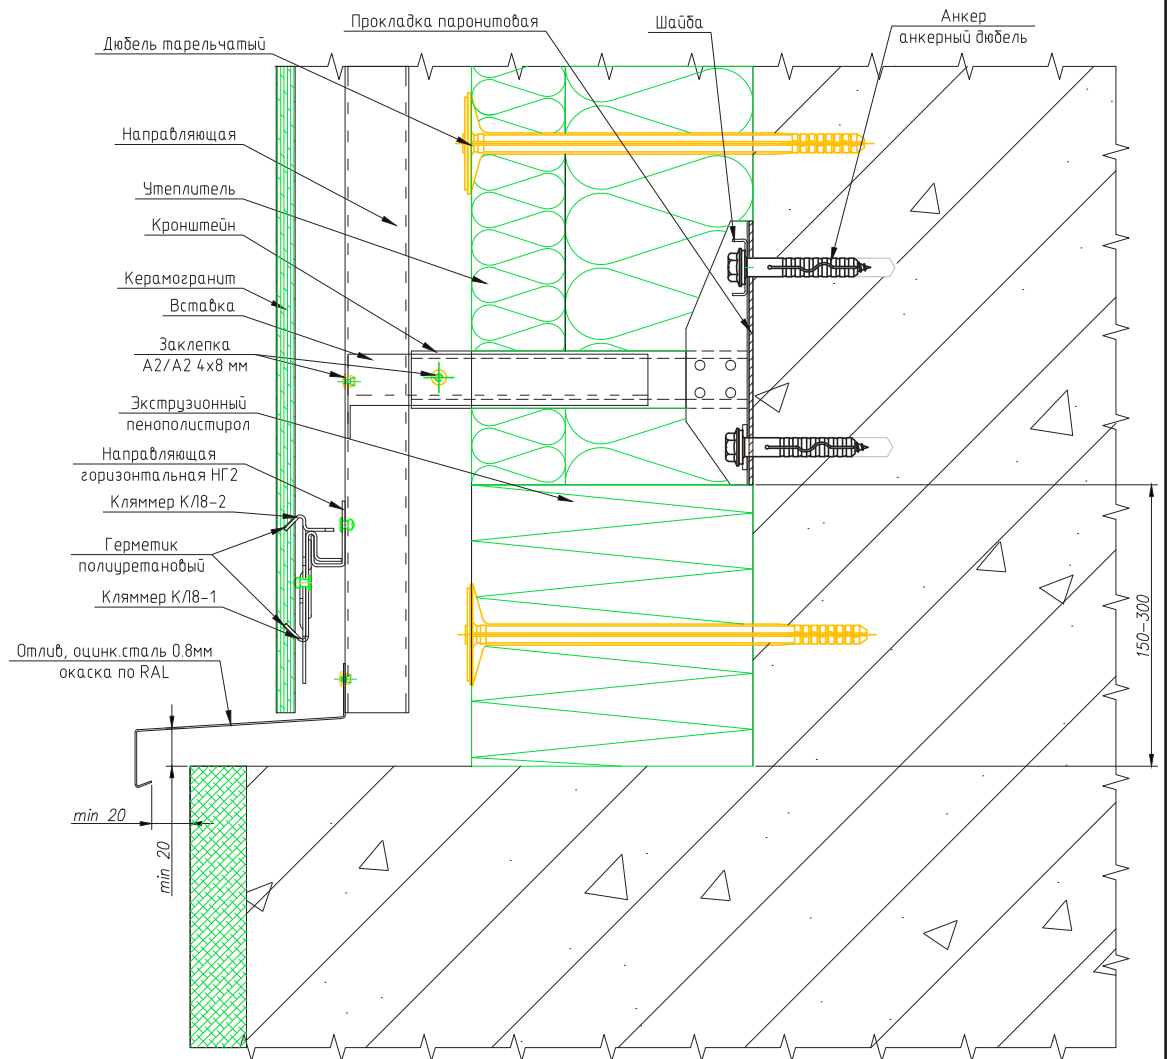 Прокладка паронитовая
Шайба
Анкер
анкерный дюбель
Дюбель тарельчатый
Направляющая
Утеплитель
Кронштейн
Керамогранит
Вставка
Заклепка
А2/А2 4х8 мм
Экструзионный
пенополистирол
Направляющая
горизонтальная НГ2
Кляммер КЛ8-2
Герметик
полиуретановый
Кляммер КЛ8-1
Отлив, оцинк.сталь 0.8мм
окаска по RAL
150-300
min 20
min 20